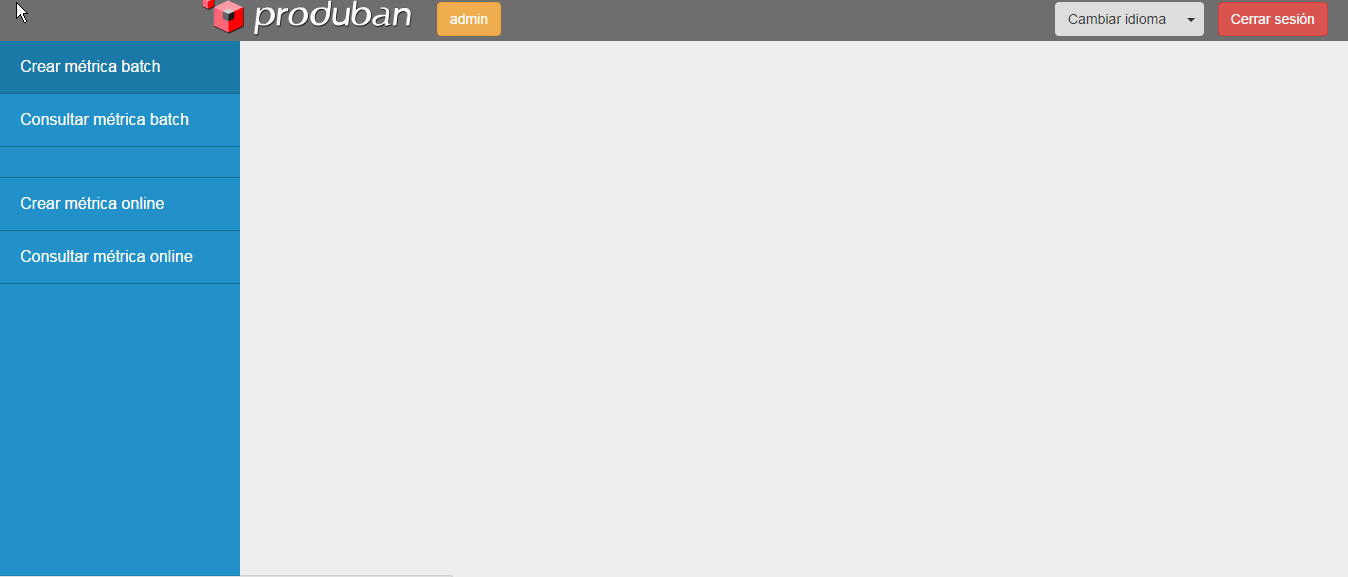 produban
admin
Cambiar idioma
Cerrar sesión
Crear métrica batch
Consultar métrica batch
Crear métrica online
Consultar métrica online